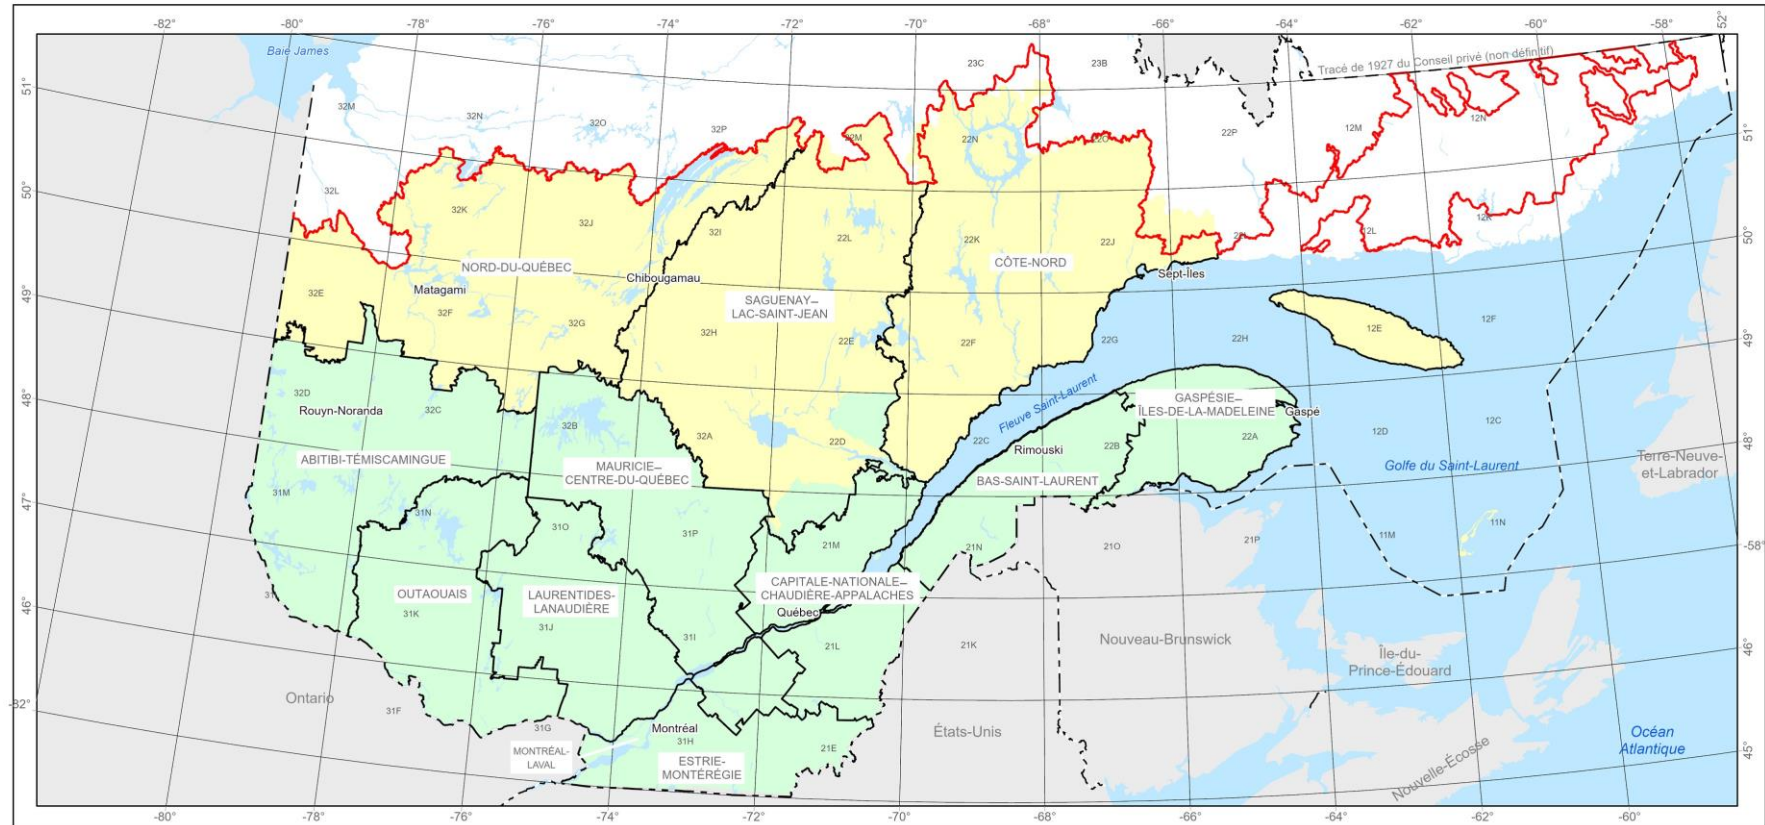 -82°
-80°
-78°
-76°
-74°
-72°
-70°
-68°
-66°
-64°
-62°
-60°
-58°
52°
Baie James
23C
23B
Tracé de 1927 du Conseil privé (non définitif)
51°
32M
32N
32O
32P
22M
22N
22O
22P
12M
12N
51°
50°
32L
32K
32J
32I
22L
22K
22J
12L
12K
50°
NORD-DU-QUÉBEC
CÔTE-NORD
Chibougamau
Sept-Îles
Matagami
SAGUENAY–
LAC-SAINT-JEAN
49°
32E
32F
32G
32H
22E
22F
22G
22H
12E
12F
49°
Fleuve Saint-Laurent
GASPÉSIE–
ÎLES-DE-LA-MADELEINE
Gaspé
48°
32D
Rouyn-Noranda
32C
32B
32A
22D
22C
Rimouski
22B
22A
12D
12C
48°
ABITIBI-TÉMISCAMINGUE
MAURICIE–
CENTRE-DU-QUÉBEC
BAS-SAINT-LAURENT
Golfe du Saint-Laurent
Terre-Neuve-
et-Labrador
47°
31M
31N
31O
31P
21M
21N
21O
21P
11M
11N
-58°
CAPITALE-NATIONALE–
CHAUDIÈRE-APPALACHES
OUTAOUAIS
LAURENTIDES-
LANAUDIÈRE
Québec
46°
31K
31J
31I
21L
21K
Nouveau-Brunswick
Île-du-
Prince-Édouard
46°
-82°
Ontario
31F
31G
Montréal
31H
21E
États-Unis
MONTRÉAL-
LAVAL
ESTRIE-
MONTÉRÉGIE
Nouvelle-Écosse
Océan
Atlantique
45°
-80°
-78°
-76°
-74°
-72°
-70°
-68°
-66°
-64°
-62°
-60°